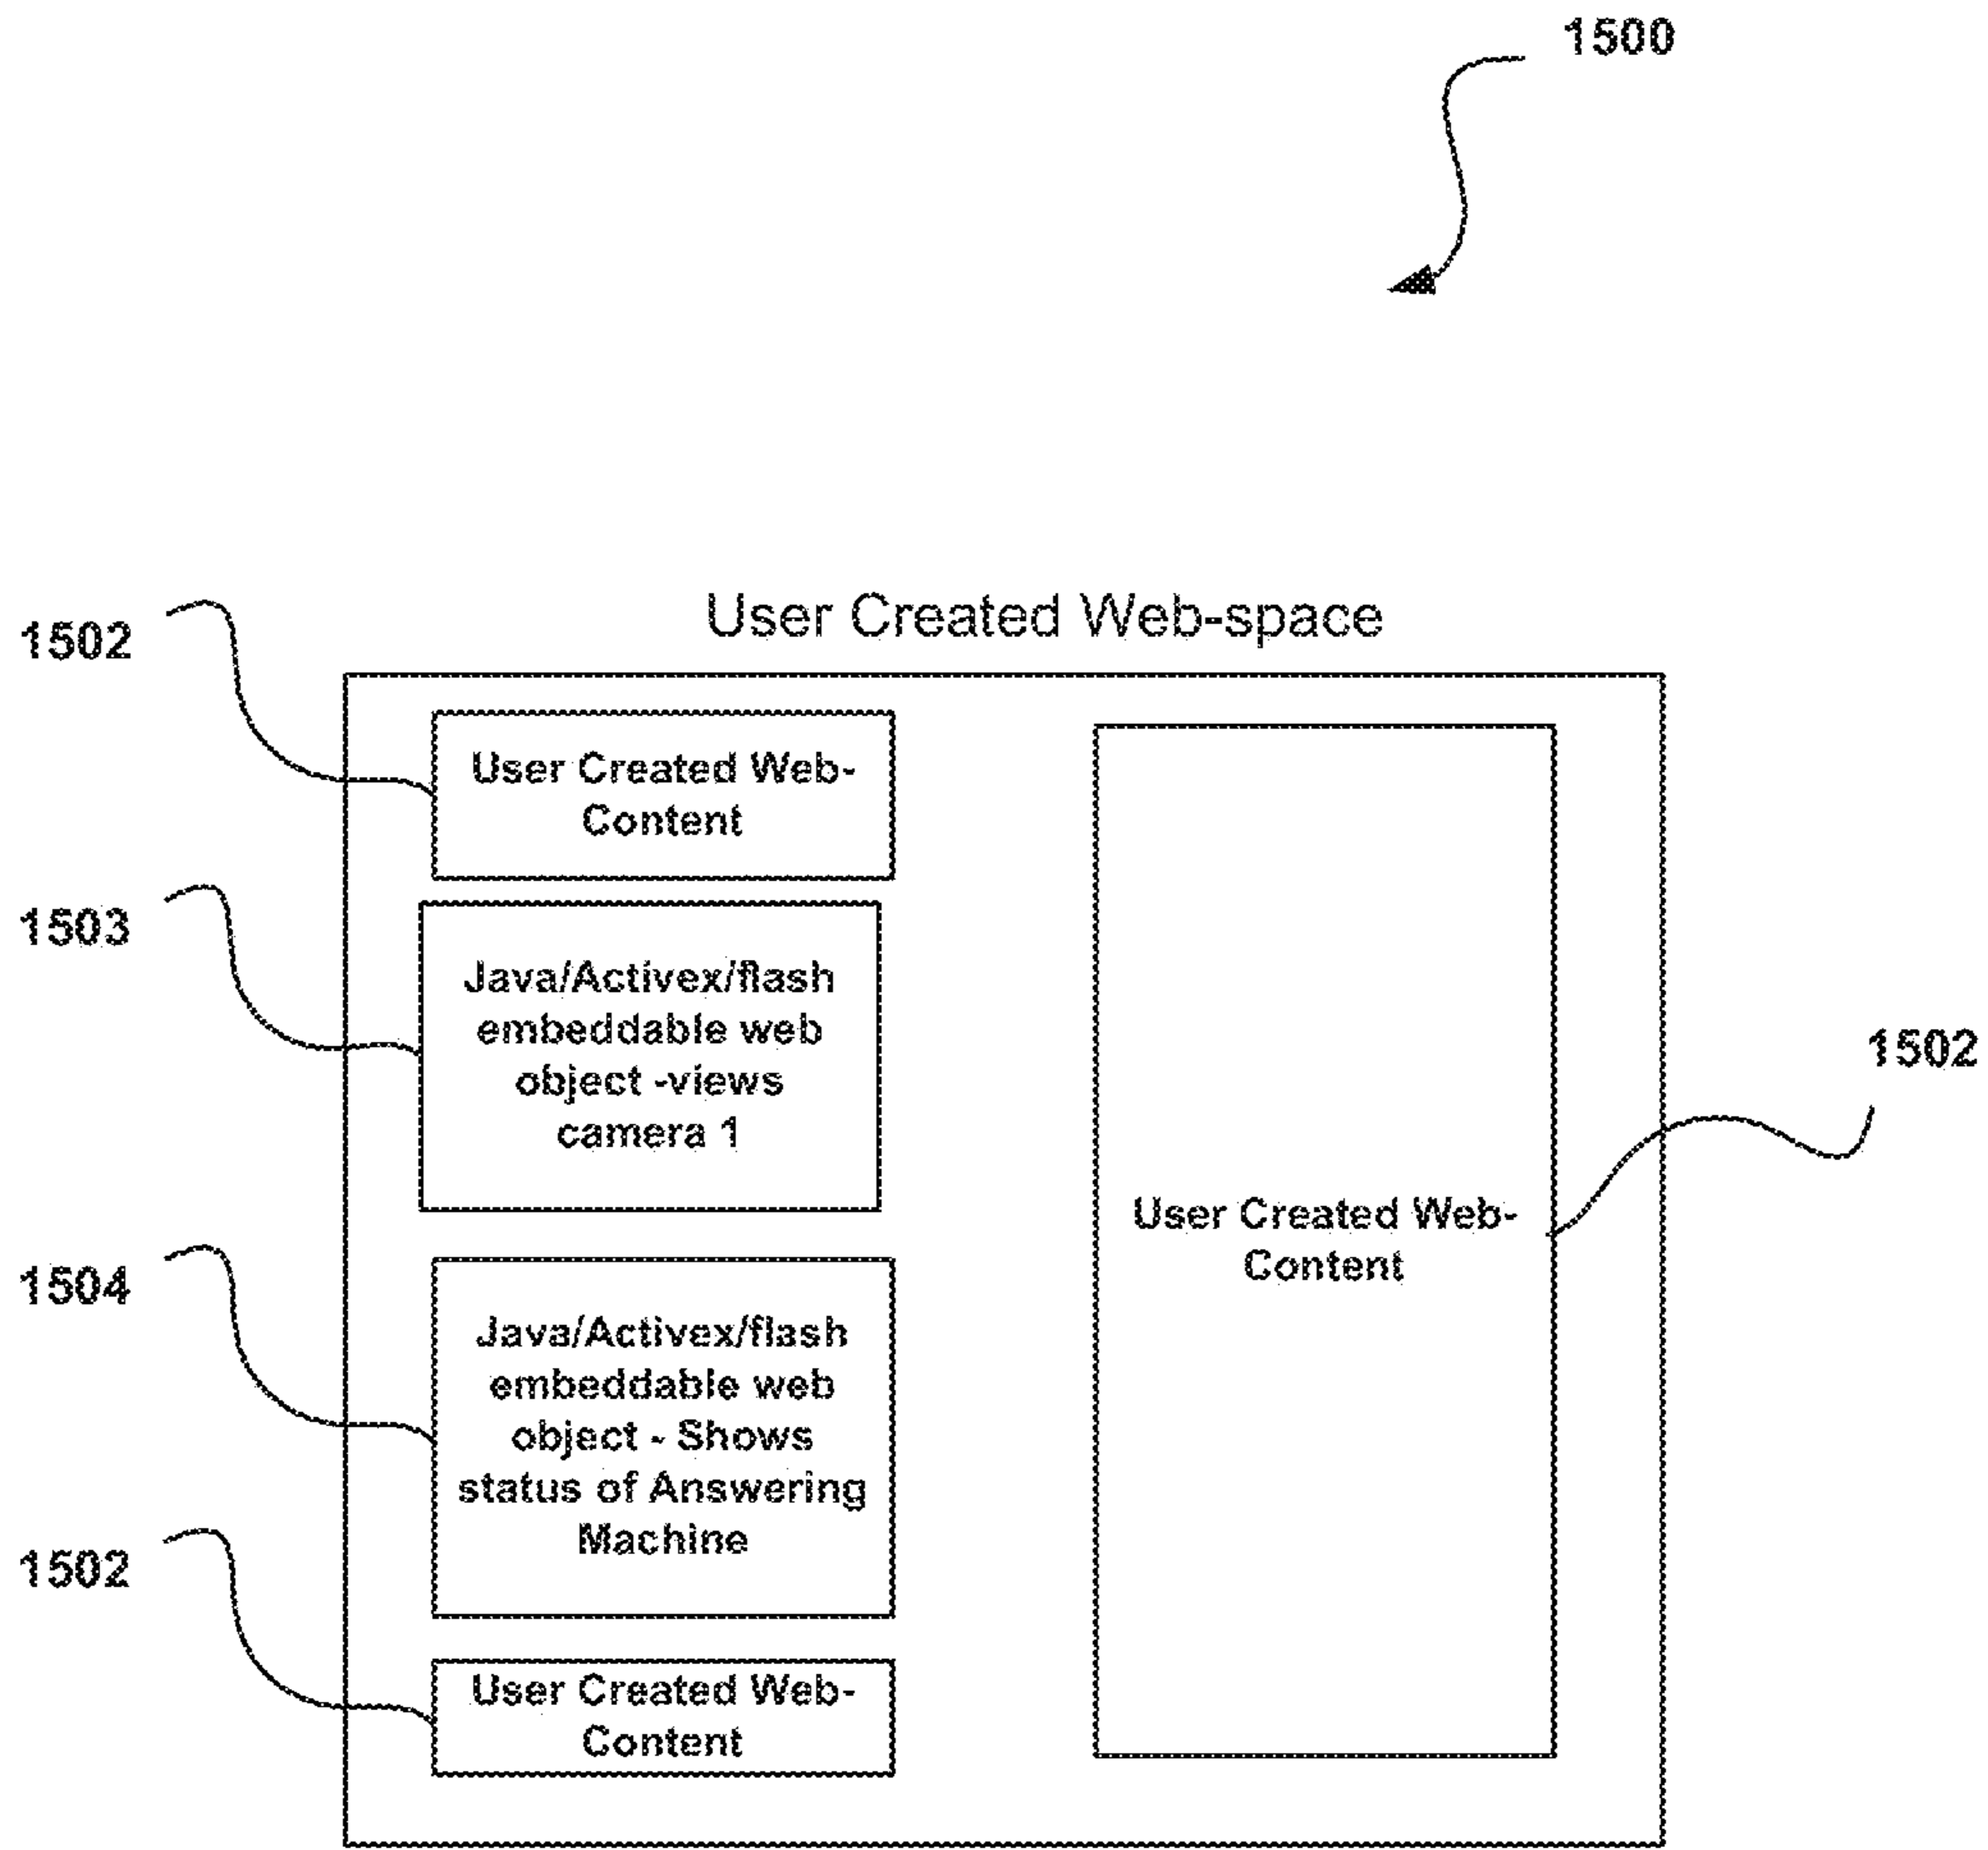 1500
User Created Web-space
1502
User Created Web-
Content
1503
Java/Activex/flash
embeddable web
object -views
camera 1
1504
Java/Activex/flash
embeddable web
object - Shows
status of Answering
Machine
1502
User Created Web-
Content
User Created Web-
Content
1502